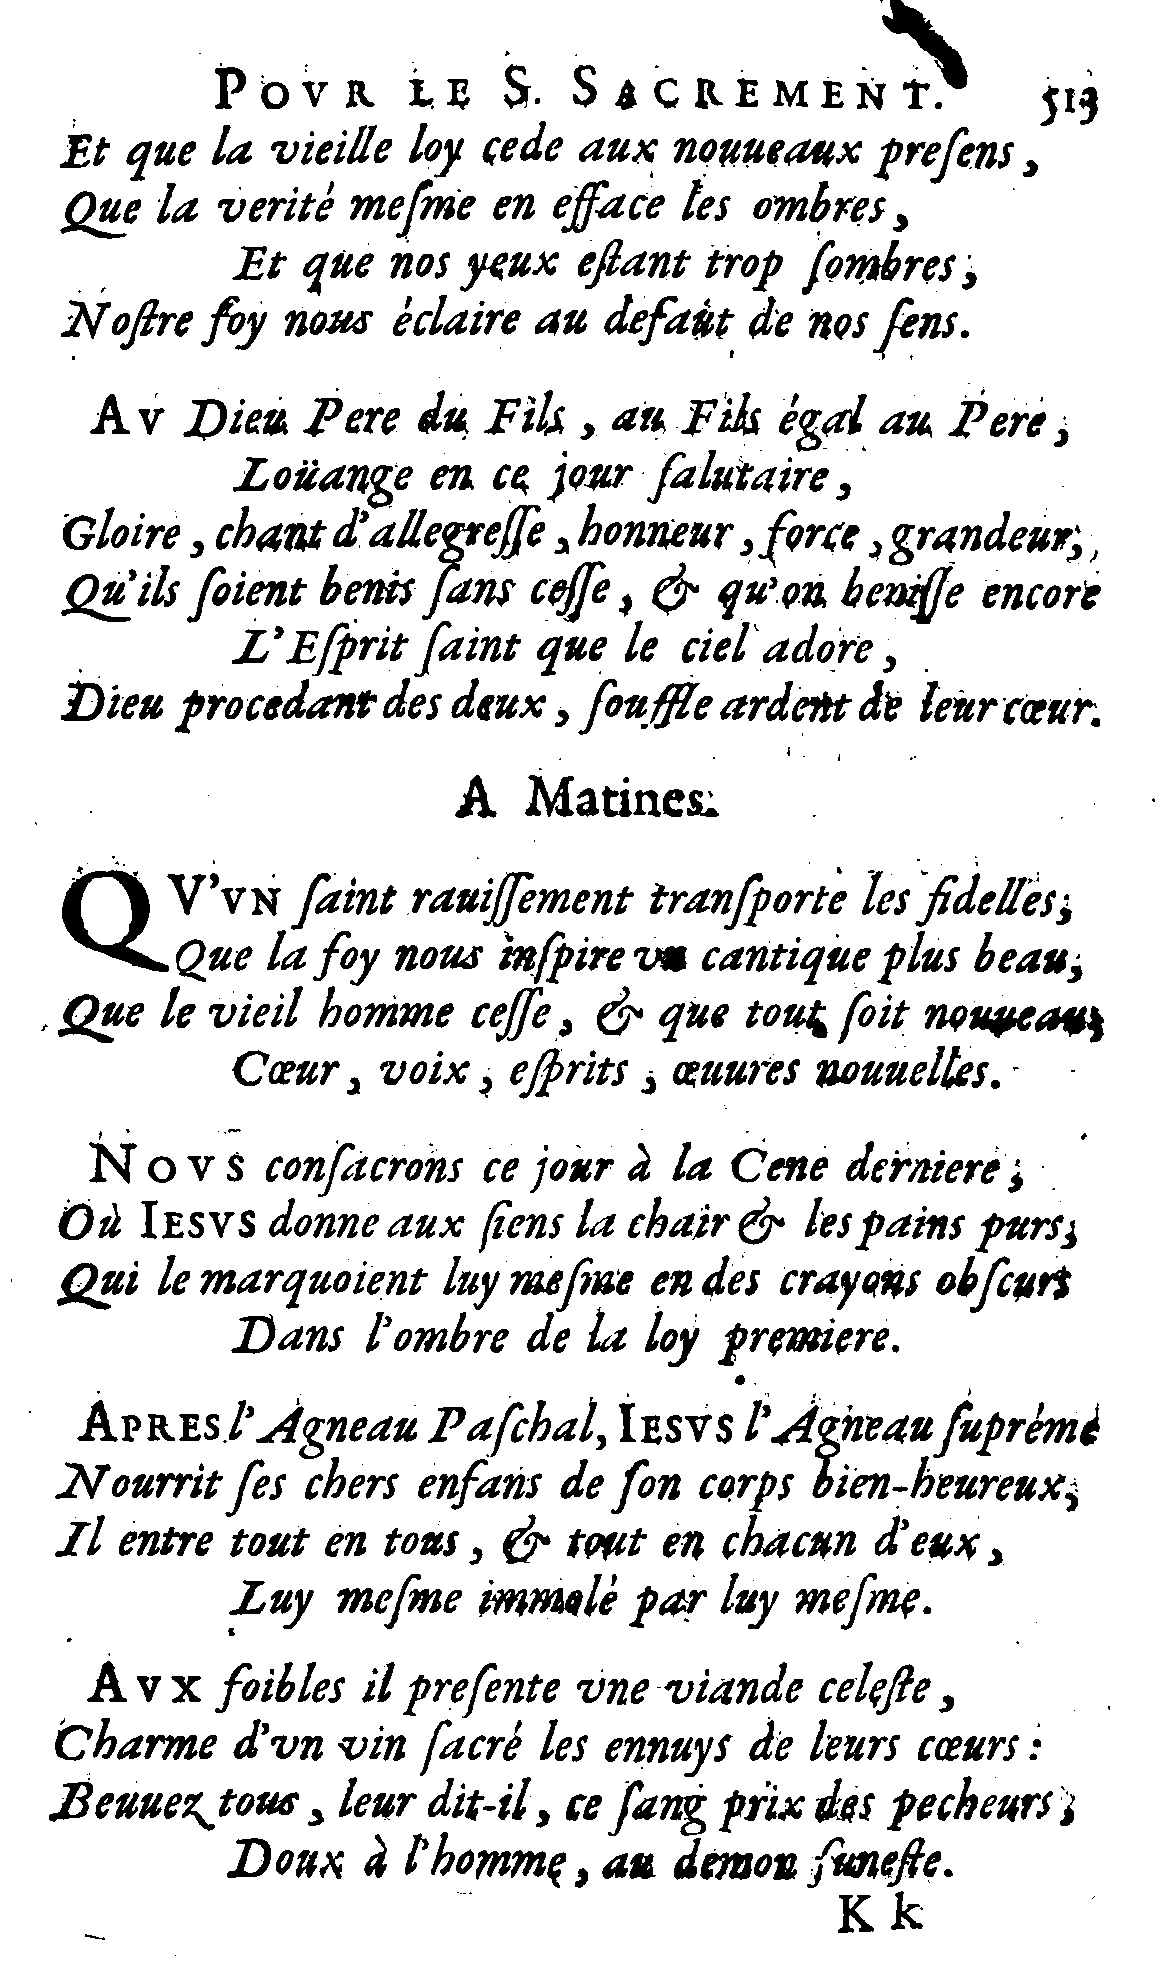 POVR LE S. SACREMENT. 513
Et que la vieille loy cede aux nouueaux preſens,
Que la verité meſme en efface les ombres,
Et que nos yeux eſtant trop ſombres,
Noſtre foy nous éclaire au defaut de nos ſens.
AV Dieu Pere du Fils, au Fils égal au Pere,
Loüange en ce jour ſalutaire,
Gloire, chant d'allegreſſe, honneur, force, grandeur,
Qu'ils ſoient benis ſans ceſſe, & qu'on beniſſe encore
L'Eſprit ſaint que le ciel adore,
Dieu procedant des deux, ſouffle ardent de leur cœur.
A Matines.
QV'VN ſaint rauiſſement tranſporte les fidelles,
Que la foy nous inſpire vn cantique plus beau,
Que le vieil homme ceſſe, & que tout ſoit nouueau,
Cœur, voix, eſprits, œuures nouuelles.
NOVS conſacrons ce jour à la Cene derniere,
Où IESVS donne aux ſiens la chair & les pains purs,
Qui le marquoient luy meſme en des crayons obſcurs
Dans l'ombre de la loy premiere.
APRES l'Agneau Paſchal, IESVS l'Agneau ſupréme
Nourrit ſes chers enfans de ſon corps bien-heureux,
Il entre tout en tous, & tout en chacun d'eux,
Luy meſme immolé par luy meſme.
AVX foibles il preſente vne viande celeſte,
Charme d'vn vin ſacré les ennuys de leurs cœurs:
Beuuez tous, leur dit-il, ce ſang prix des pecheurs,
Doux à l'homme, au demon funeſte.
K k